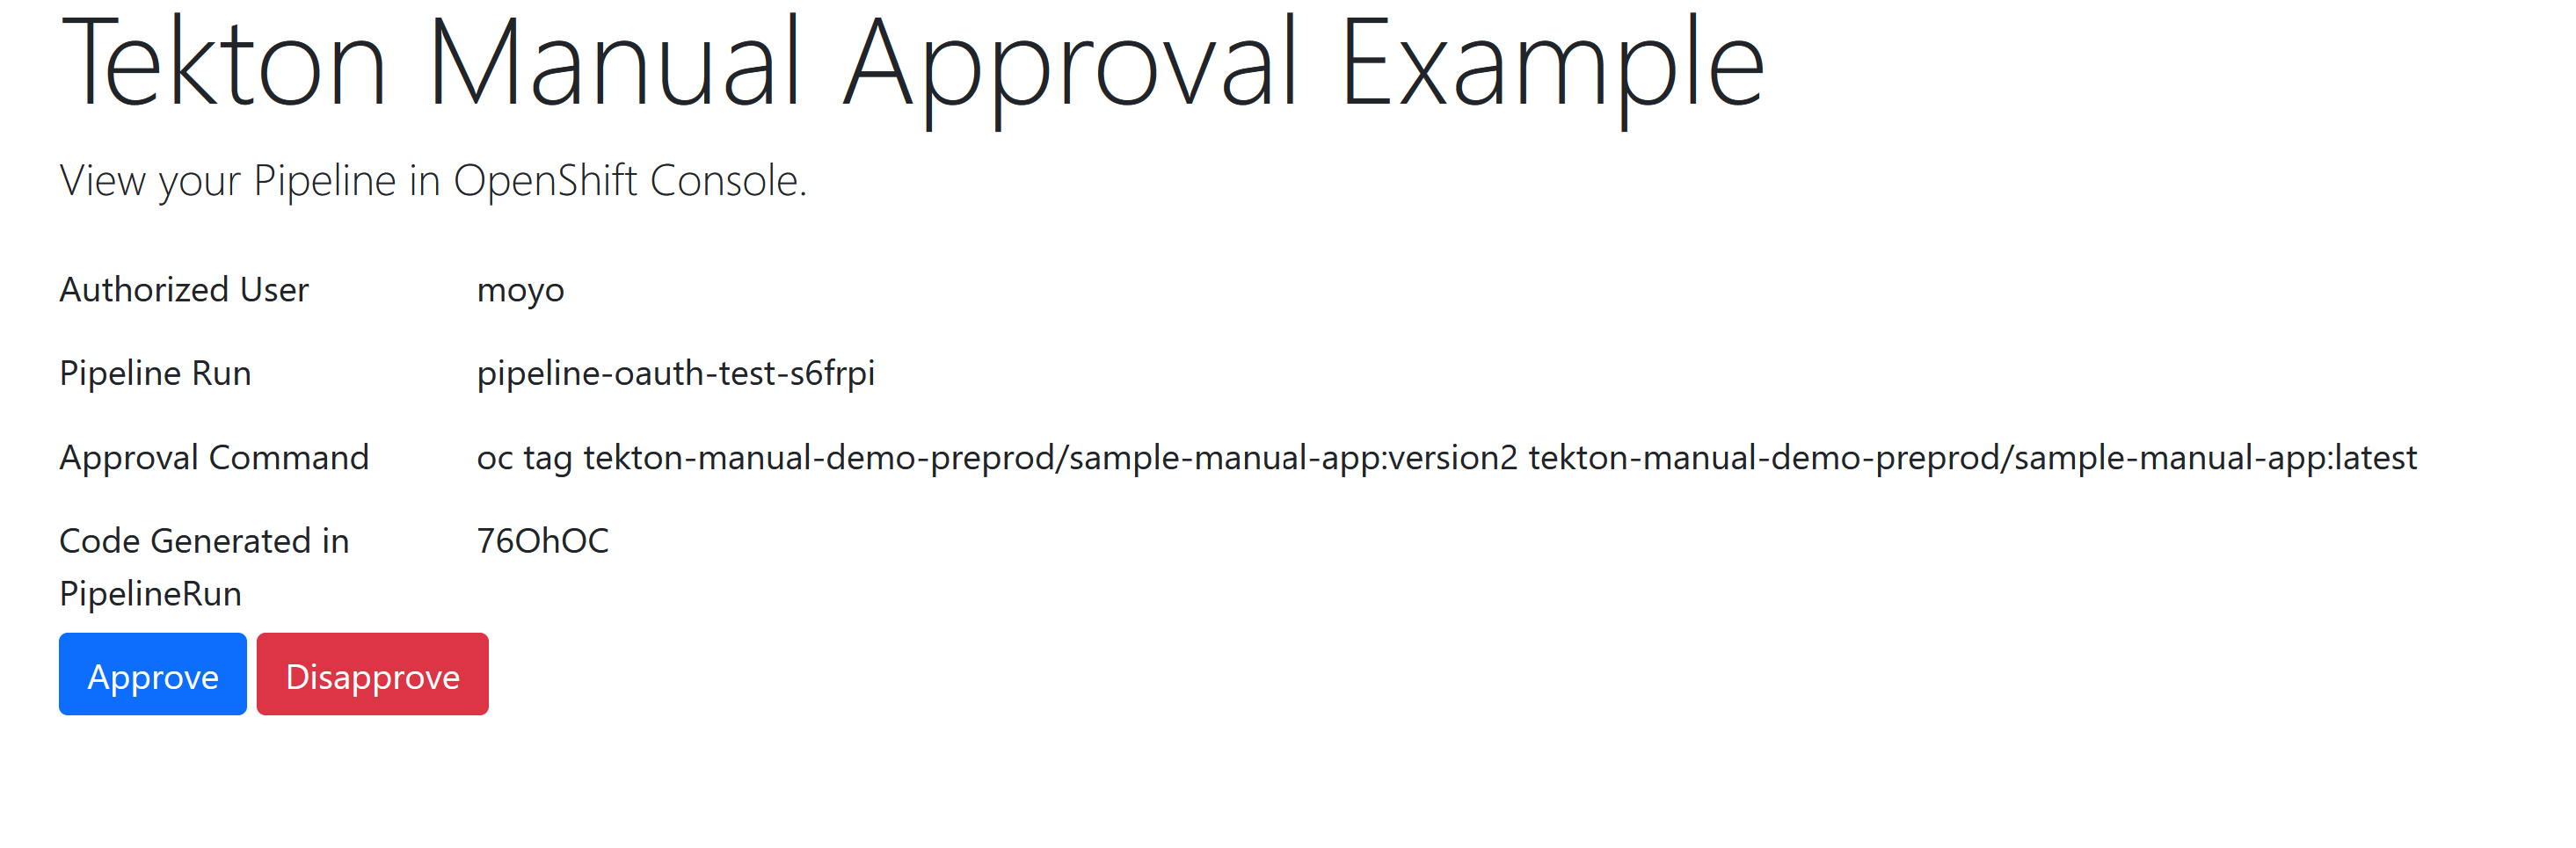 Tekton Manual Approval Example
View your Pipeline in OpenShift Console.
Authorized User moyo
Pipeline Run pipeline-oauth-test-s6frpi
Approval Command oc tag tekton-manual-demo-preprod/sample-manual-app:version2 tekton-manual-demo-preprod/sample-manual-app:latest
Code Generated in 76OhOC
PipelineRun
Approve Disapprove